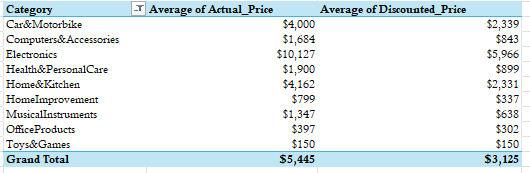 Category Average of Actual_Price Average of Discounted_Price
Car&Motorbike $4,000 $2,339
Computers&Accessories $1,684 $843
Electronics $10,127 $5,966
Health&PersonalCare $1,900 $899
Home&Kitchen $4,162 $2,331
HomeImprovement $799 $337
MusicalInstruments $1,347 $638
OfficeProducts $397 $302
Toys&Games $150 $150
Grand Total $5,445 $3,125